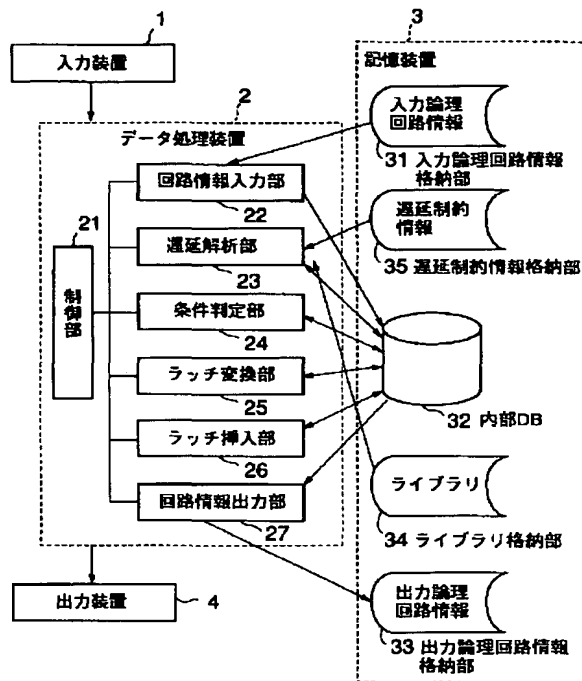 1
入力装置
2
データ処理装置
21
制御部
回路情報入力部
22
遅延解析部
23
条件判定部
24
ラッチ変換部
25
ラッチ挿入部
26
回路情報出力部
27
出力装置
4
3
記憶装置
入力論理
回路情報
31 入力論理回路情報
格納部
遅延制約
情報
35 遅延制約情報格納部
32 内部DB
ライブラリ
34 ライブラリ格納部
出力論理
回路情報
33 出力論理回路情報
格納部